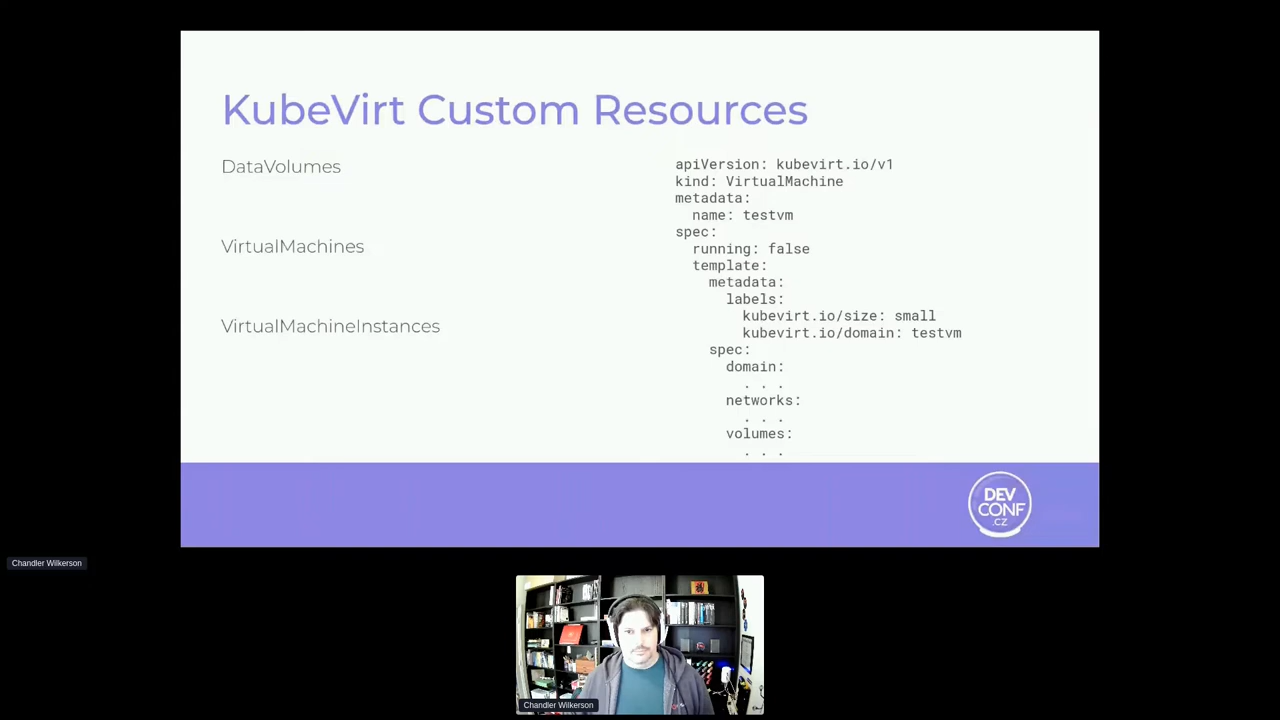 KubeVirt Custom Resources
DataVolumes
VirtualMachines
VirtualMachineInstances
apiVersion: kubevirt.io/v1
kind: VirtualMachine
metadata:
  name: testvm
spec:
  running: false
  template:
    metadata:
      labels:
        kubevirt.io/size: small
        kubevirt.io/domain: testvm
    spec:
      domain:
        . . .
      networks:
        . . .
      volumes:
        . . .
DEV
CONF
.CZ
Chandler Wilkerson
Chandler Wilkerson